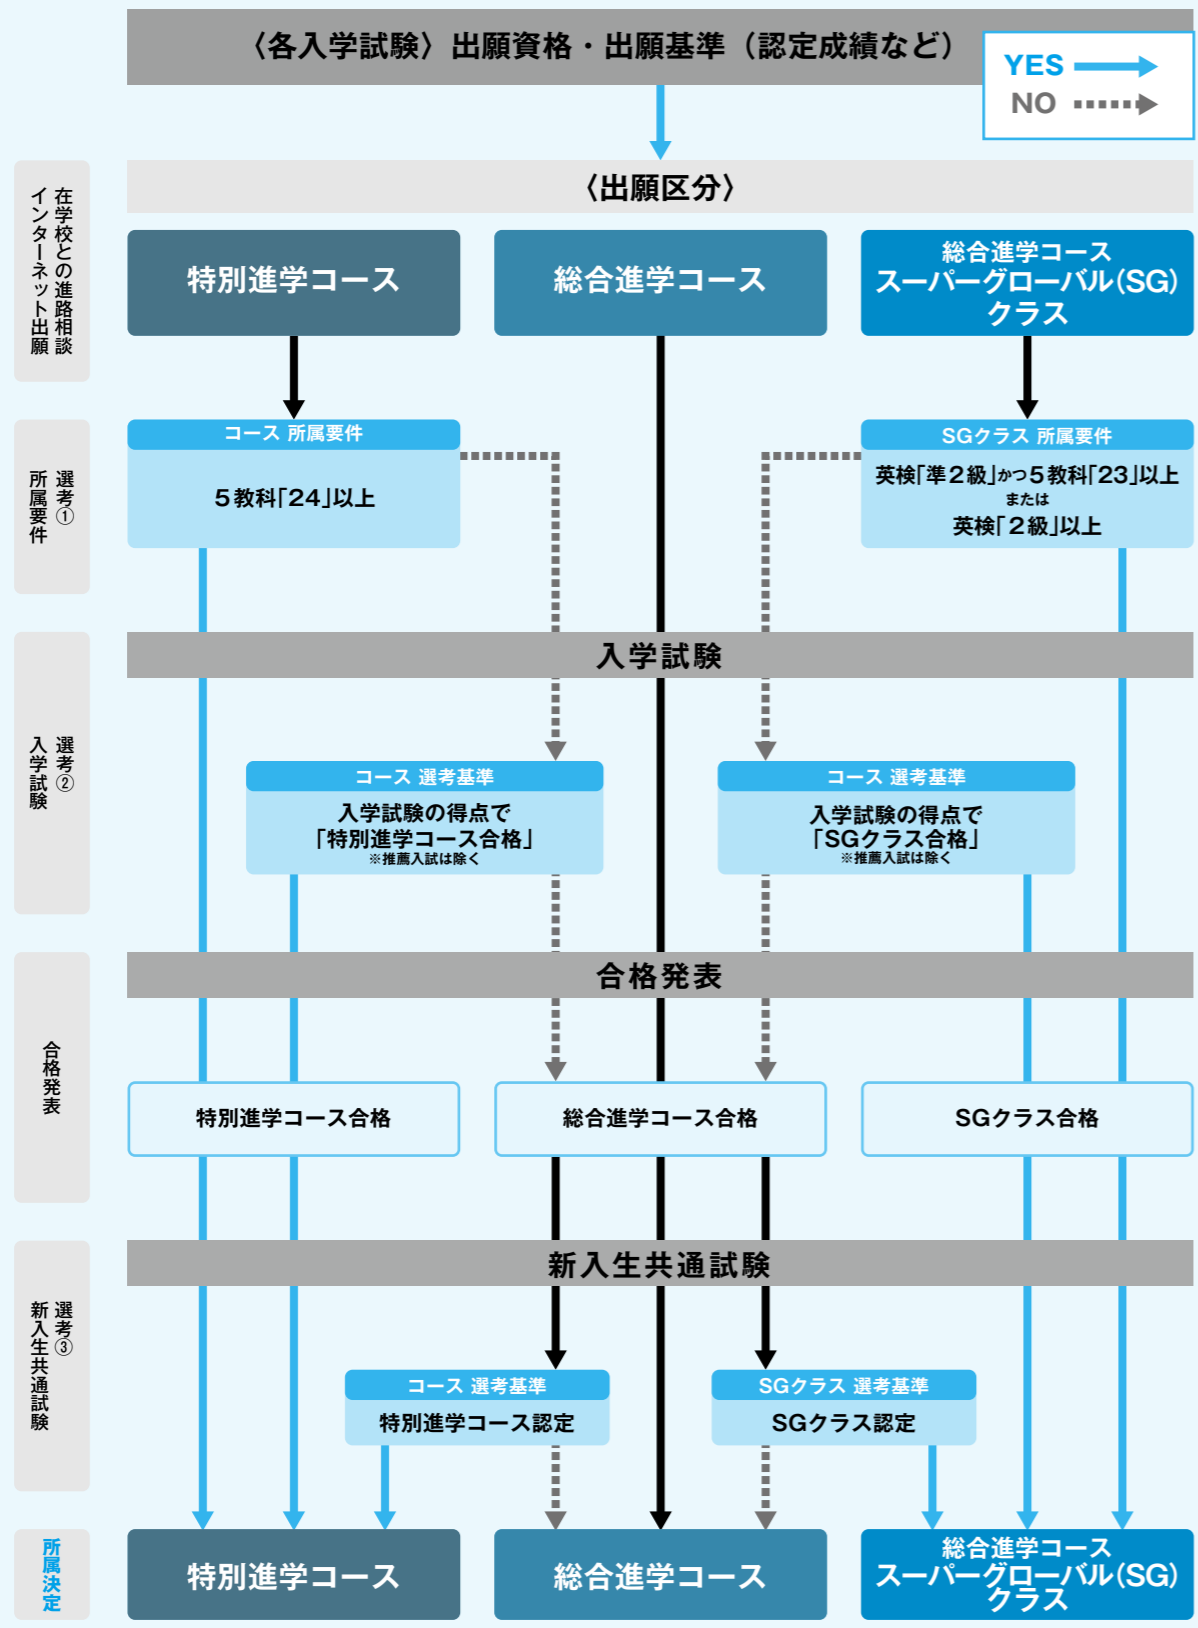 〈各入学試験〉出願資格・出願基準（認定成績など）
YES
NO
在学校との進路相談
インターネット出願
〈出願区分〉
特別進学コース
総合進学コース
総合進学コース
スーパーグローバル(SG)
クラス
選考①
所属要件
コース 所属要件
５教科「24」以上
SGクラス 所属要件
英検「準２級」かつ５教科「23」以上
または
英検「２級」以上
入学試験
選考②
入学試験
コース 選考基準
入学試験の得点で
「特別進学コース合格」
※推薦入試は除く
コース 選考基準
入学試験の得点で
「SGクラス合格」
※推薦入試は除く
合格発表
合格発表
特別進学コース合格
総合進学コース合格
SGクラス合格
新入生共通試験
選考③
新入生共通試験
コース 選考基準
特別進学コース認定
SGクラス 選考基準
SGクラス認定
所属決定
特別進学コース
総合進学コース
総合進学コース
スーパーグローバル(SG)
クラス